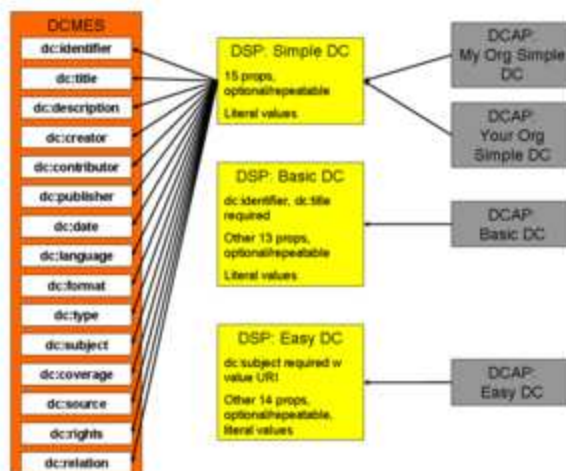 DCMES
dc:identifier
dc:title
dc:description
dc:creator
dc:contributor
dc:publisher
dc:date
dc:language
dc:format
dc:type
dc:subject
dc:coverage
dc:source
dc:rights
dc:relation
DSP: Simple DC
15 props,
optional/repeatable
Literal values
DSP: Basic DC
dc:identifier, dc:title
required
Other 13 props,
optional/repeatable
Literal values
DSP: Easy DC
dc:subject required w
value URI
Other 14 props,
optional/repeatable,
literal values
DCAP:
My Org Simple
DC
DCAP:
Your Org
Simple DC
DCAP:
Basic DC
DCAP:
Easy DC